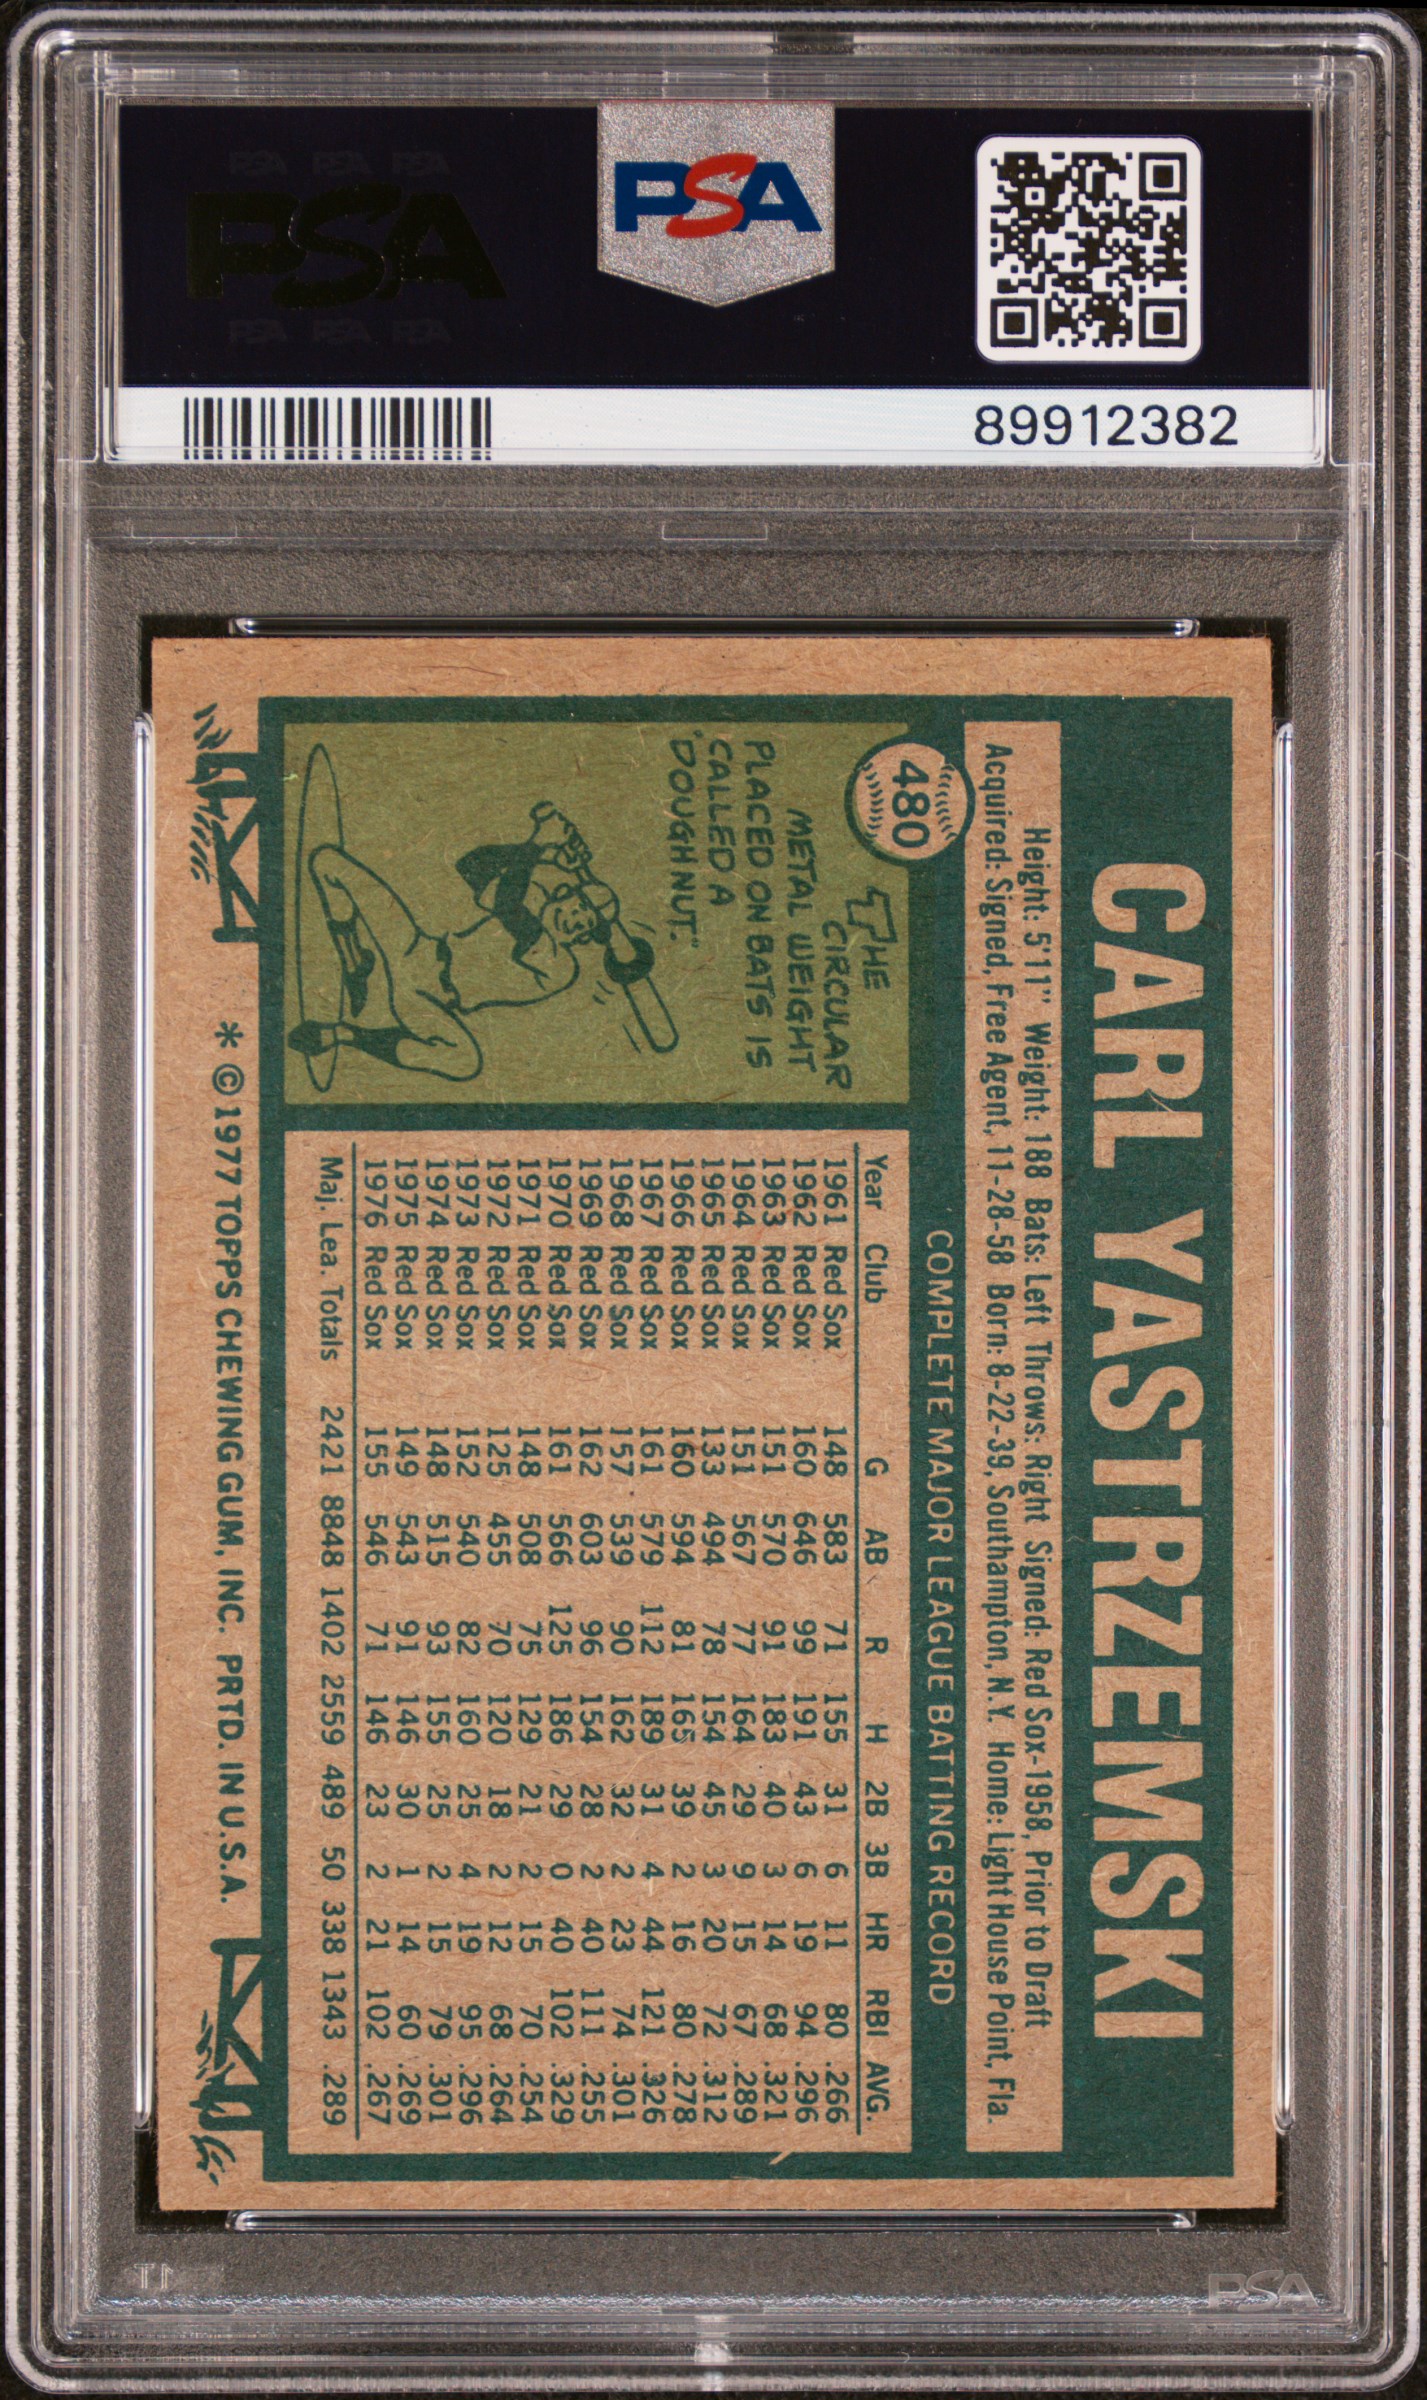 PSA PSA PSA
PSA
PSA PSA PSA
PSA
89912382
CARL YASTRZEMSKI
Height: 5'11" Weight: 188 Bats: Left Throws: Right Signed: Red Sox-1958, Prior to Draft
Acquired: Signed, Free Agent, 11-28-58 Born: 8-22-39, Southampton, N.Y. Home: Light House Point, Fla.
480
THE
CIRCULAR
METAL WEIGHT
PLACED ON BATS IS
CALLED A
"DOUGHNUT."
COMPLETE MAJOR LEAGUE BATTING RECORD
Year Club G AB R H 2B 3B HR RBI AVG.
1961 Red Sox 148 583 71 155 31 6 11 80 .266
1962 Red Sox 160 646 99 191 43 6 19 94 .296
1963 Red Sox 151 570 91 183 40 3 14 68 .321
1964 Red Sox 151 567 77 164 29 9 15 67 .289
1965 Red Sox 133 494 78 154 45 3 20 72 .312
1966 Red Sox 160 594 81 165 39 2 16 80 .278
1967 Red Sox 161 579 112 189 31 4 44 121 .326
1968 Red Sox 157 539 90 162 32 2 23 74 .301
1969 Red Sox 162 603 96 154 28 2 40 111 .255
1970 Red Sox 161 566 125 186 29 0 40 102 .329
1971 Red Sox 148 508 75 129 21 2 15 70 .254
1972 Red Sox 125 455 70 120 18 2 12 68 .264
1973 Red Sox 152 540 82 160 25 4 19 95 .296
1974 Red Sox 148 515 93 155 25 2 15 79 .301
1975 Red Sox 149 543 91 146 30 1 14 60 .269
1976 Red Sox 155 546 71 146 23 2 21 102 .267
Maj. Lea. Totals 2421 8848 1402 2559 489 50 338 1343 .289
* © 1977 TOPPS CHEWING GUM, INC. PRTD. IN U.S.A.
PSA